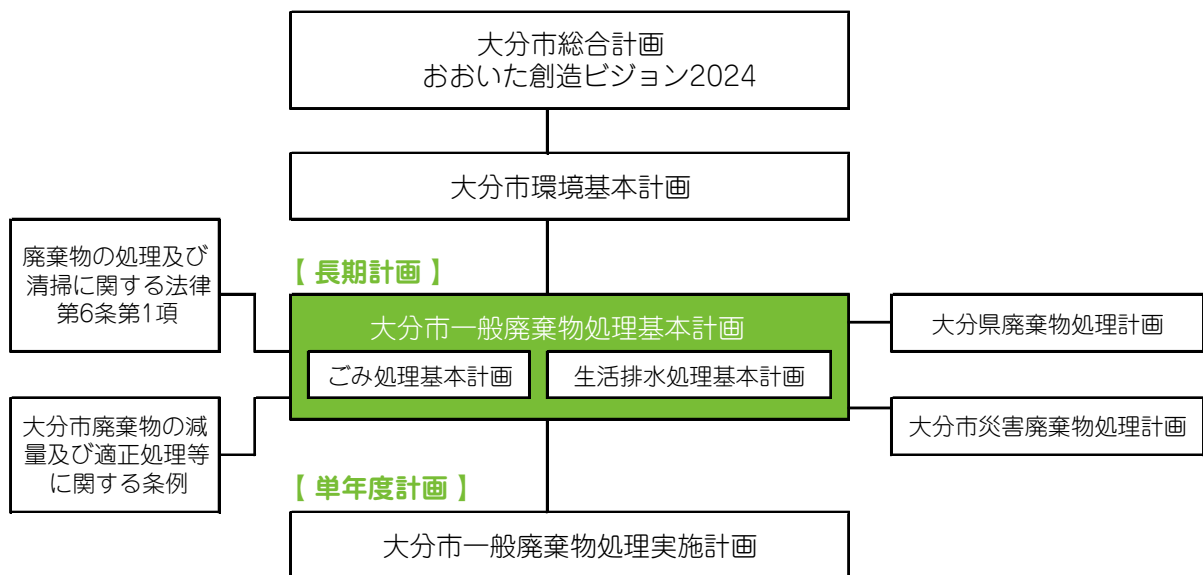 大分市総合計画
おおいた創造ビジョン2024
大分市環境基本計画
廃棄物の処理及び
清掃に関する法律
第6条第1項
【 長期計画 】
大分市一般廃棄物処理基本計画
ごみ処理基本計画
生活排水処理基本計画
大分県廃棄物処理計画
大分市廃棄物の減
量及び適正処理等
に関する条例
大分市災害廃棄物処理計画
【 単年度計画 】
大分市一般廃棄物処理実施計画